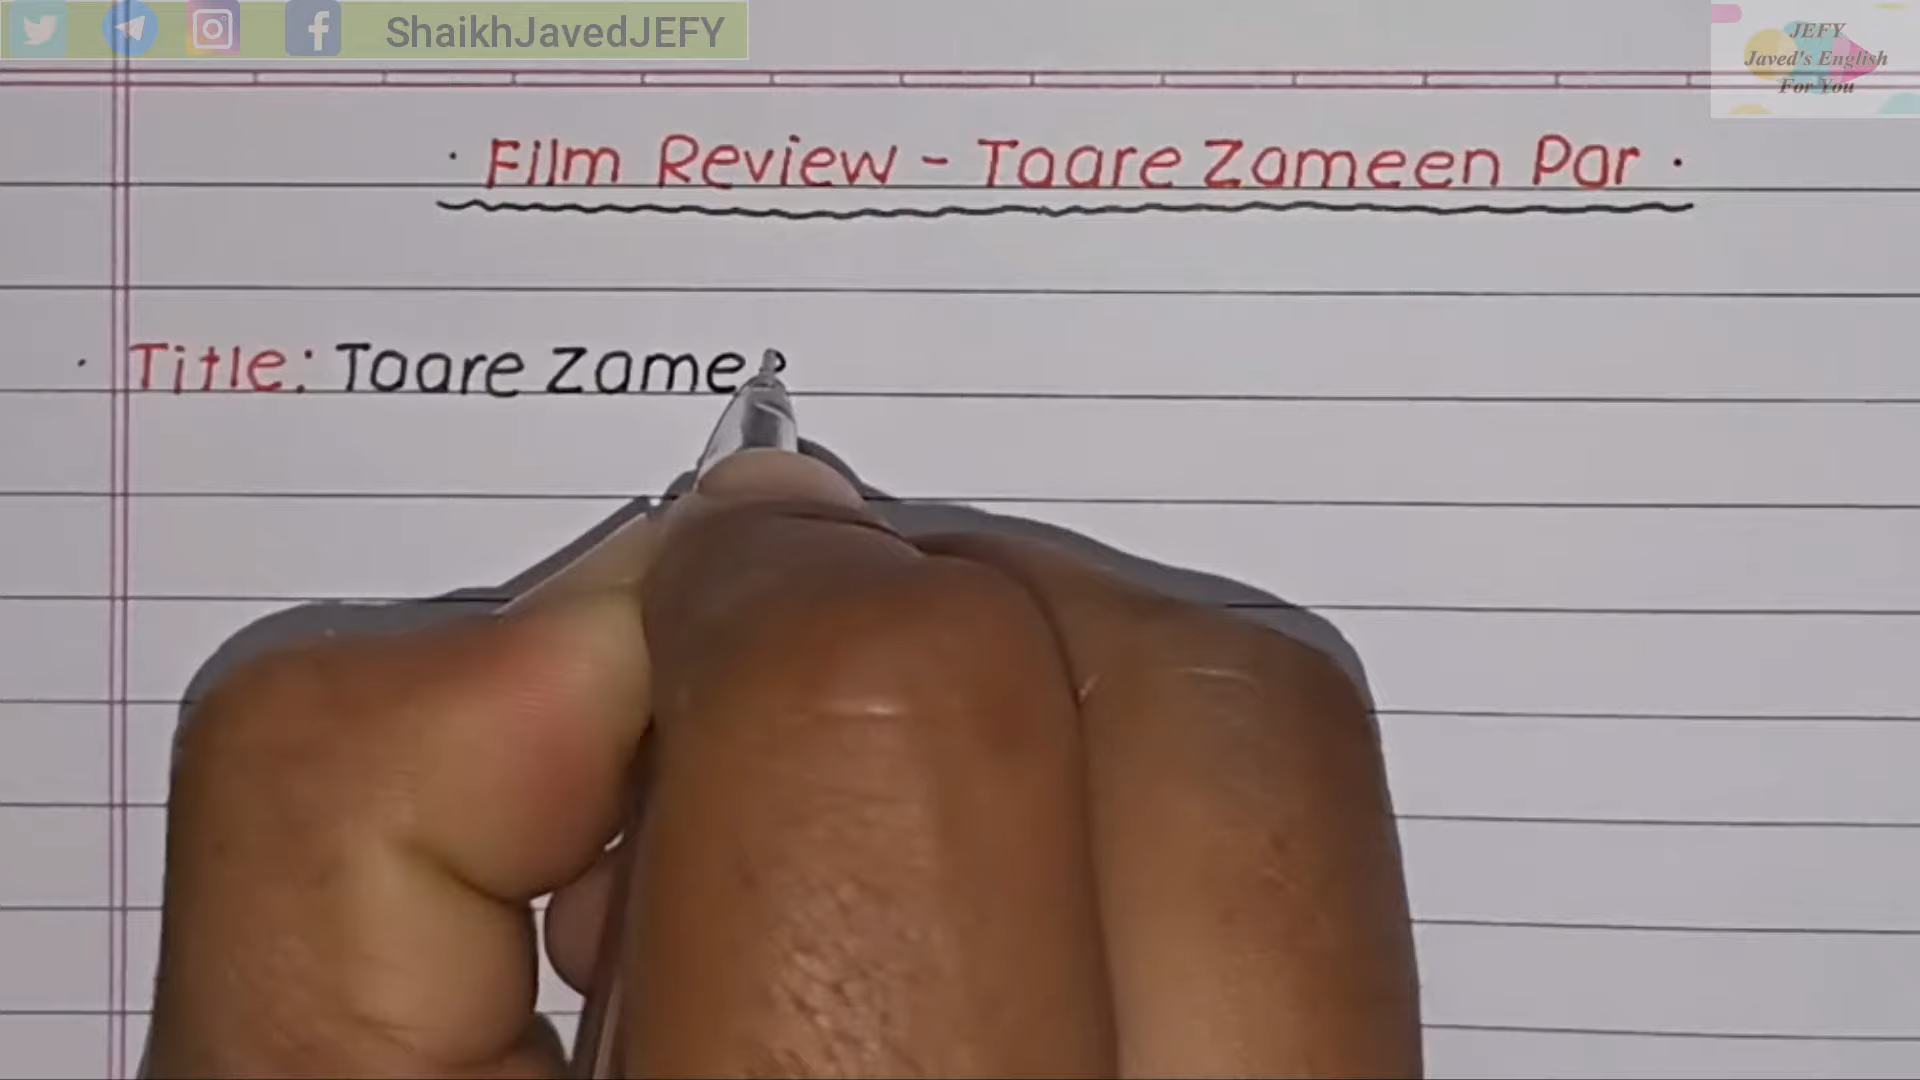 ShaikhJavedJEFY
JEFY
Javed's English
For You
Film Review - Taare Zameen Par
Title: Taare Zame